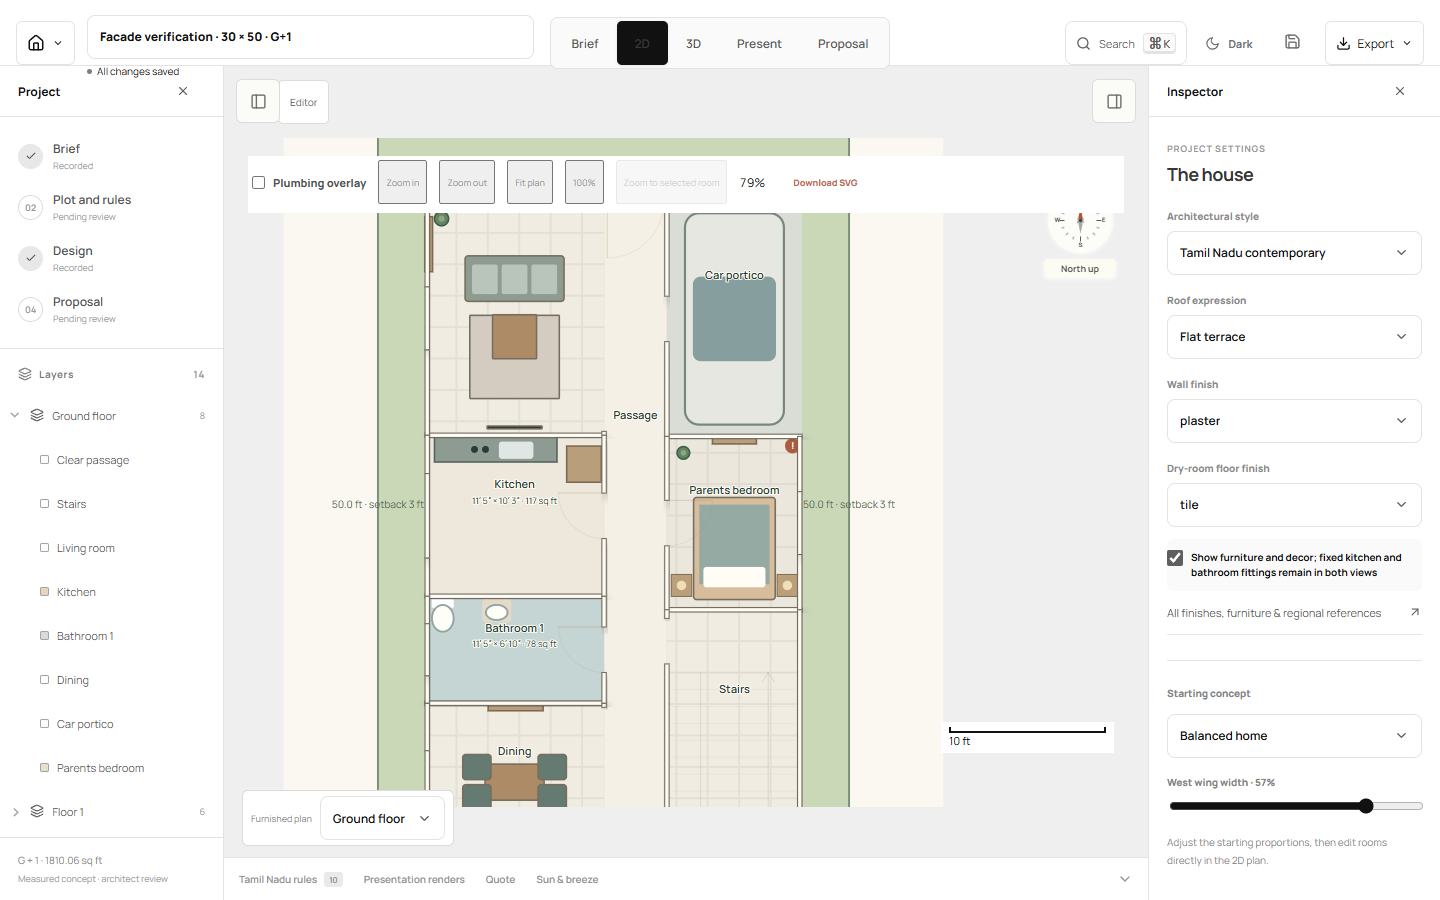 Facade verification · 30 × 50 · G+1
All changes saved
Brief
2D
3D
Present
Proposal
Search
⌘K
Dark
Export
Project
Brief
Recorded
02
Plot and rules
Pending review
Design
Recorded
04
Proposal
Pending review
Layers
14
Ground floor
8
Clear passage
Stairs
Living room
Kitchen
Bathroom 1
Dining
Car portico
Parents bedroom
Floor 1
6
G + 1 · 1810.06 sq ft
Measured concept · architect review
Editor
Plumbing overlay
Zoom in
Zoom out
Fit plan
100%
Zoom to selected room
79%
Download SVG
W
E
S
North up
Car portico
Passage
Kitchen
11'5" × 10'3" · 117 sq ft
Parents bedroom
!
50.0 ft · setback 3 ft
50.0 ft · setback 3 ft
Bathroom 1
11'5" × 6'10" · 78 sq ft
Stairs
Dining
10 ft
Furnished plan
Ground floor
Tamil Nadu rules
10
Presentation renders
Quote
Sun & breeze
Inspector
PROJECT SETTINGS
The house
Architectural style
Tamil Nadu contemporary
Roof expression
Flat terrace
Wall finish
plaster
Dry-room floor finish
tile
Show furniture and decor; fixed kitchen and
bathroom fittings remain in both views
All finishes, furniture & regional references
Starting concept
Balanced home
West wing width · 57%
Adjust the starting proportions, then edit rooms
directly in the 2D plan.